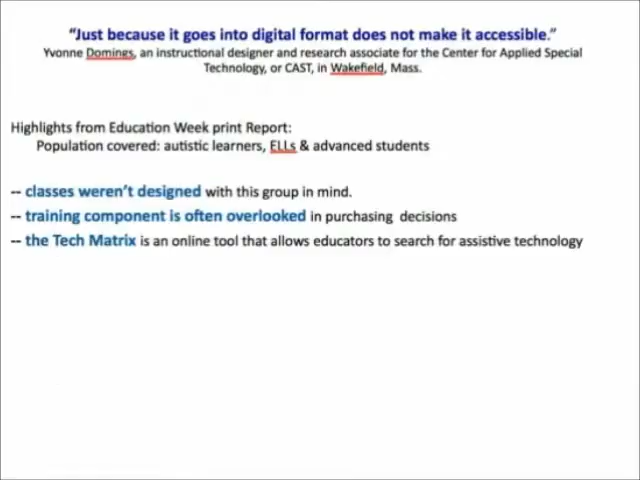 “Just because it goes into digital format does not make it accessible.”
Yvonne Domings, an instructional designer and research associate for the Center for Applied Special
Technology, or CAST, in Wakefield, Mass.
Highlights from Education Week print Report:
Population covered: autistic learners, ELLs & advanced students
-- classes weren’t designed with this group in mind.
-- training component is often overlooked in purchasing decisions
-- the Tech Matrix is an online tool that allows educators to search for assistive technology